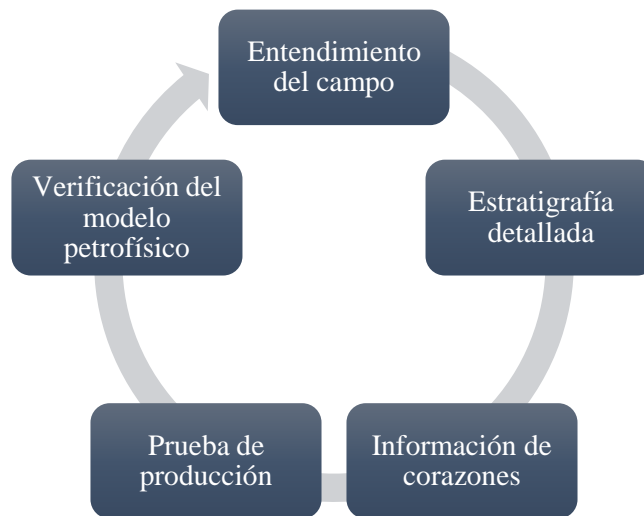 Entendimiento
del campo
Estratigrafía
detallada
Información de
corazones
Prueba de
producción
Verificación del
modelo
petrofísico